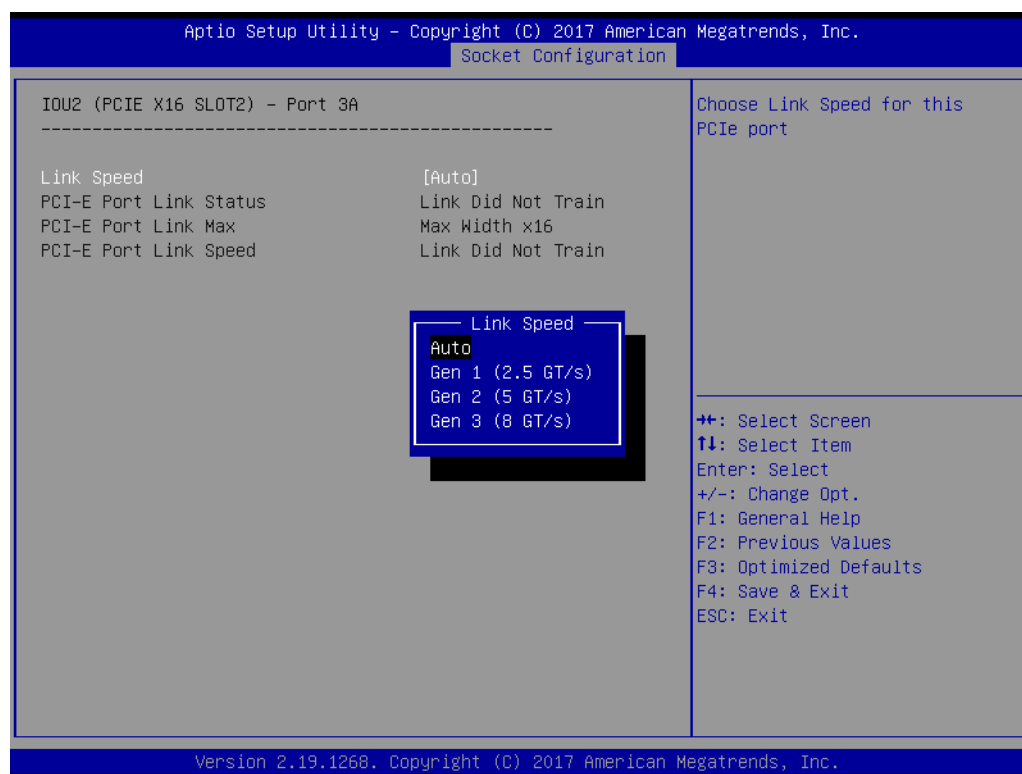 Aptio Setup Utility – Copyright (C) 2017 American Megatrends, Inc.
Socket Configuration
IOU2 (PCIE X16 SLOT2) – Port 3A
--------------------------------------------------
Link Speed [Auto]
PCI-E Port Link Status Link Did Not Train
PCI-E Port Link Max Max Width x16
PCI-E Port Link Speed Link Did Not Train
Link Speed
Auto
Gen 1 (2.5 GT/s)
Gen 2 (5 GT/s)
Gen 3 (8 GT/s)
Choose Link Speed for this
PCIe port
→←: Select Screen
↑↓: Select Item
Enter: Select
+/-: Change Opt.
F1: General Help
F2: Previous Values
F3: Optimized Defaults
F4: Save & Exit
ESC: Exit
Version 2.19.1268. Copyright (C) 2017 American Megatrends, Inc.